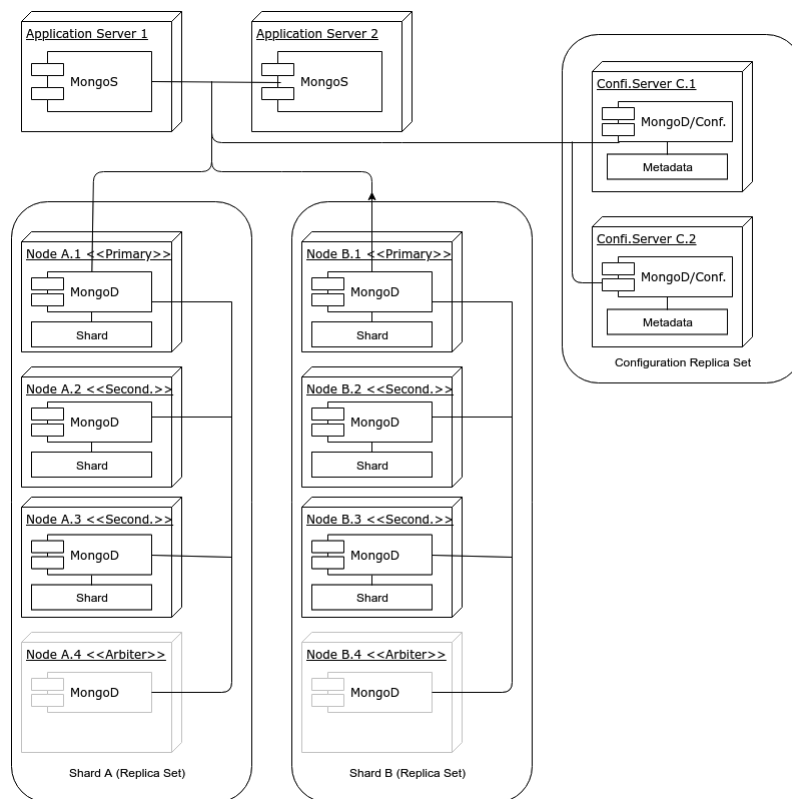 Application Server 1
MongoS
Application Server 2
MongoS
Confi.Server C.1
MongoD/Conf.
Metadata
Confi.Server C.2
MongoD/Conf.
Metadata
Configuration Replica Set
Node A.1 <<Primary>>
MongoD
Shard
Node A.2 <<Second.>>
MongoD
Shard
Node A.3 <<Second.>>
MongoD
Shard
Node A.4 <<Arbiter>>
MongoD
Shard A (Replica Set)
Node B.1 <<Primary>>
MongoD
Shard
Node B.2 <<Second.>>
MongoD
Shard
Node B.3 <<Second.>>
MongoD
Shard
Node B.4 <<Arbiter>>
MongoD
Shard B (Replica Set)